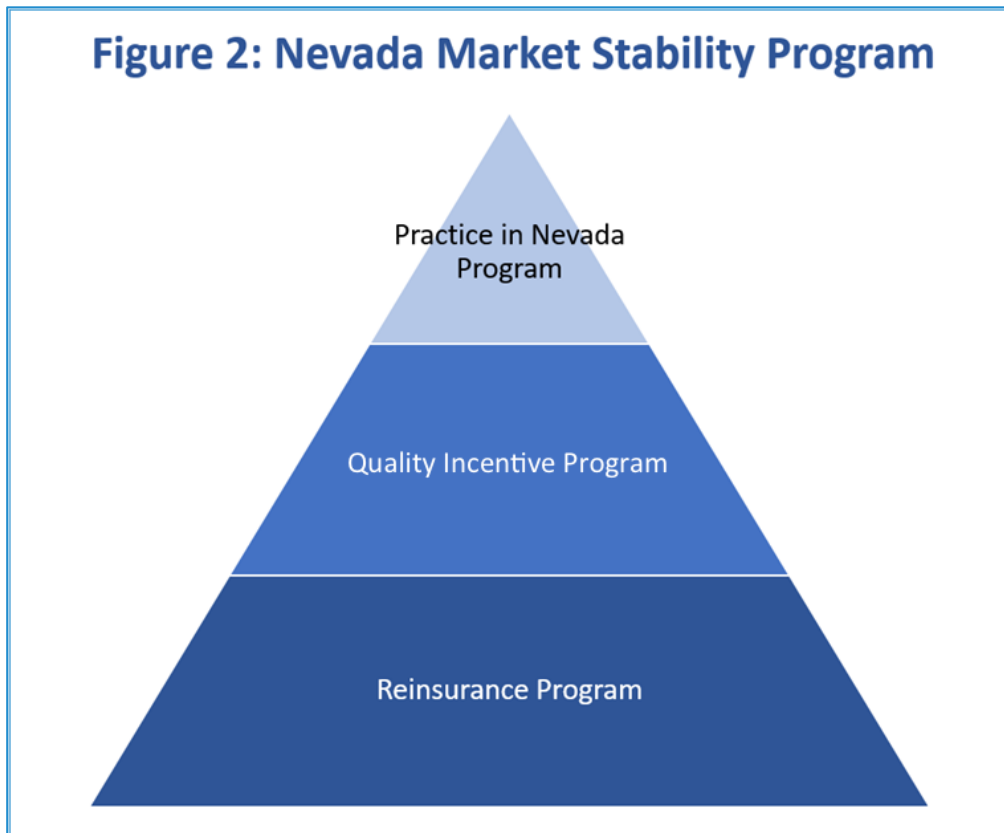 Figure 2: Nevada Market Stability Program
Practice in Nevada
Program
Quality Incentive Program
Reinsurance Program